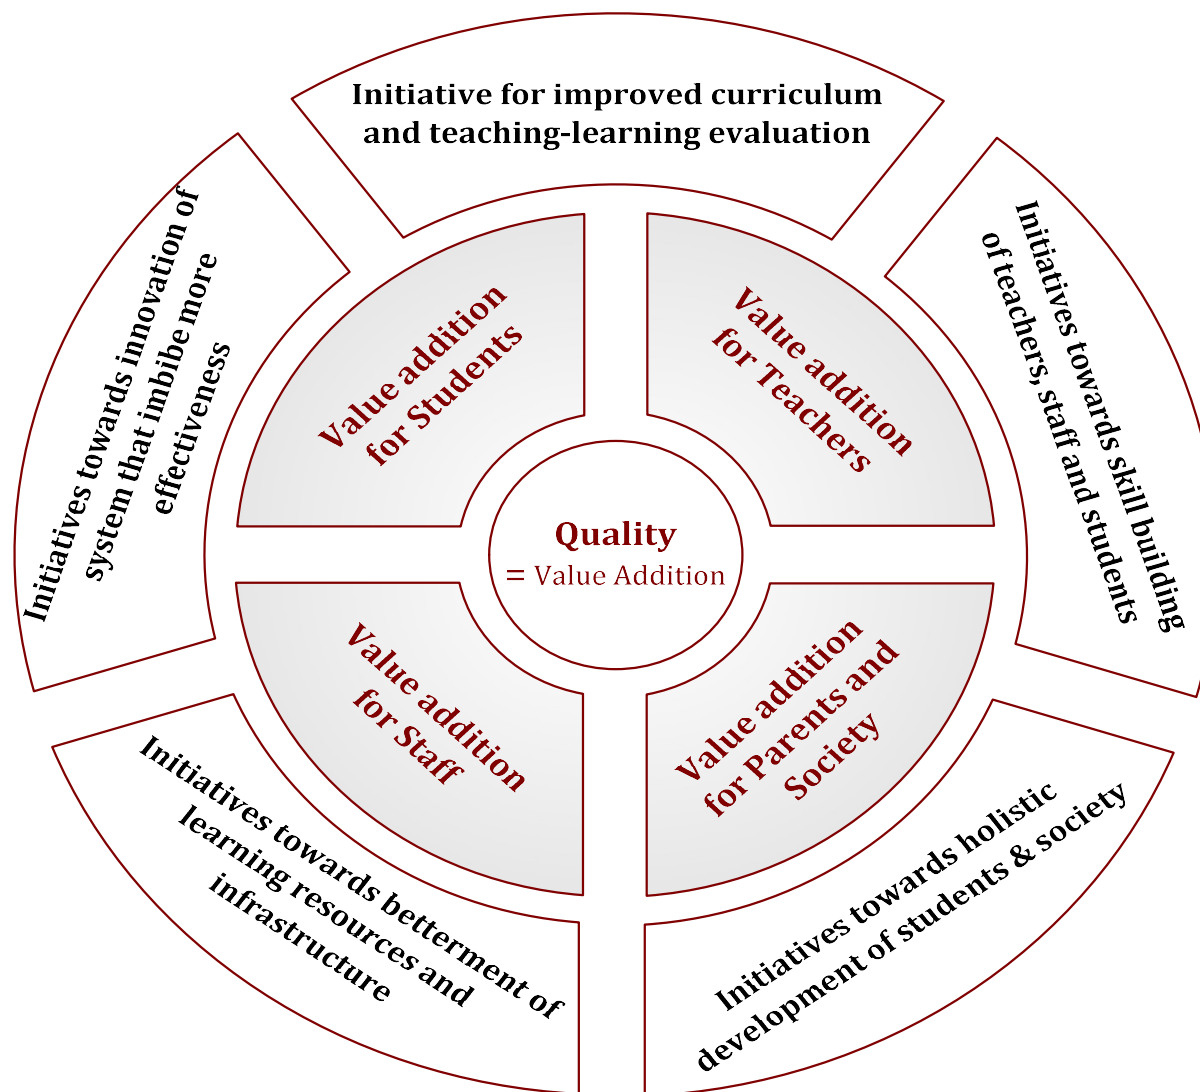 Initiative for improved curriculum
and teaching-learning evaluation
Initiatives towards innovation of
system that imbibe more
effectiveness
Initiatives towards skill building
of teachers, staff and students
Value addition
for Students
Value addition
for Teachers
Quality
= Value Addition
Value addition
for Staff
Value addition
for Parents and
Society
Initiatives towards betterment of
learning resources and
infrastructure
Initiatives towards holistic
development of students & society